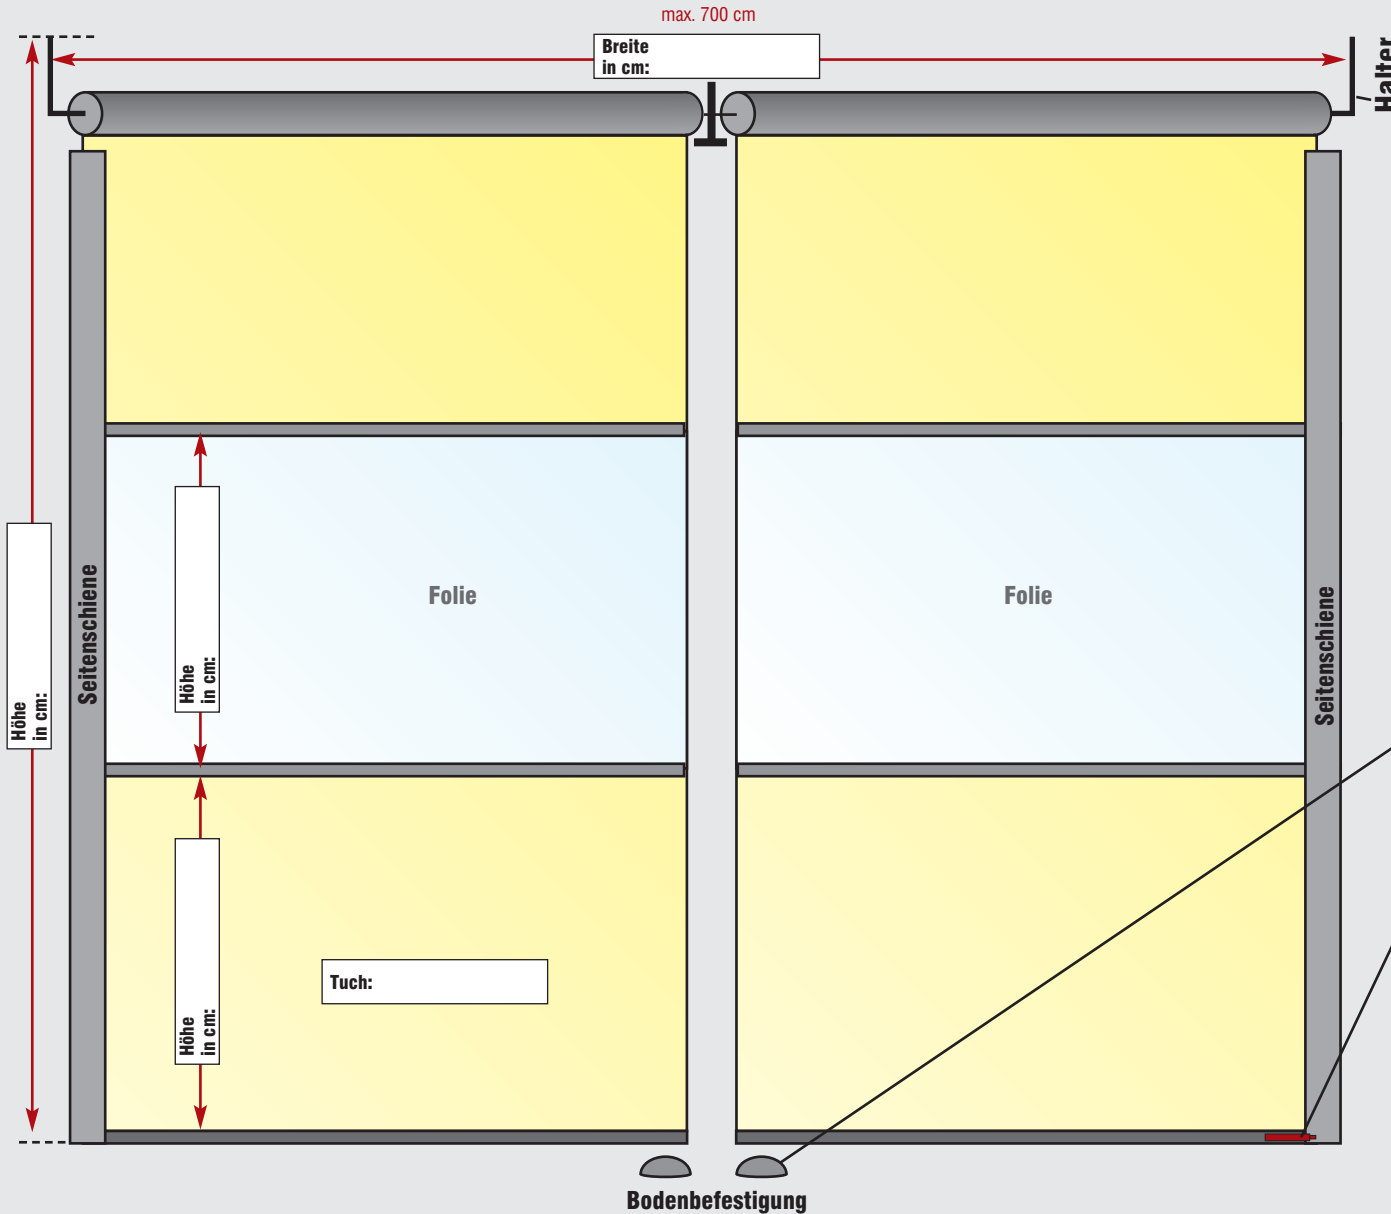 max. 700 cm
Breite
in cm:
Halter
Höhe
in cm:
Seitenschiene
Höhe
in cm:
Folie
Folie
Seitenschiene
Höhe
in cm:
Tuch:
Bodenbefestigung